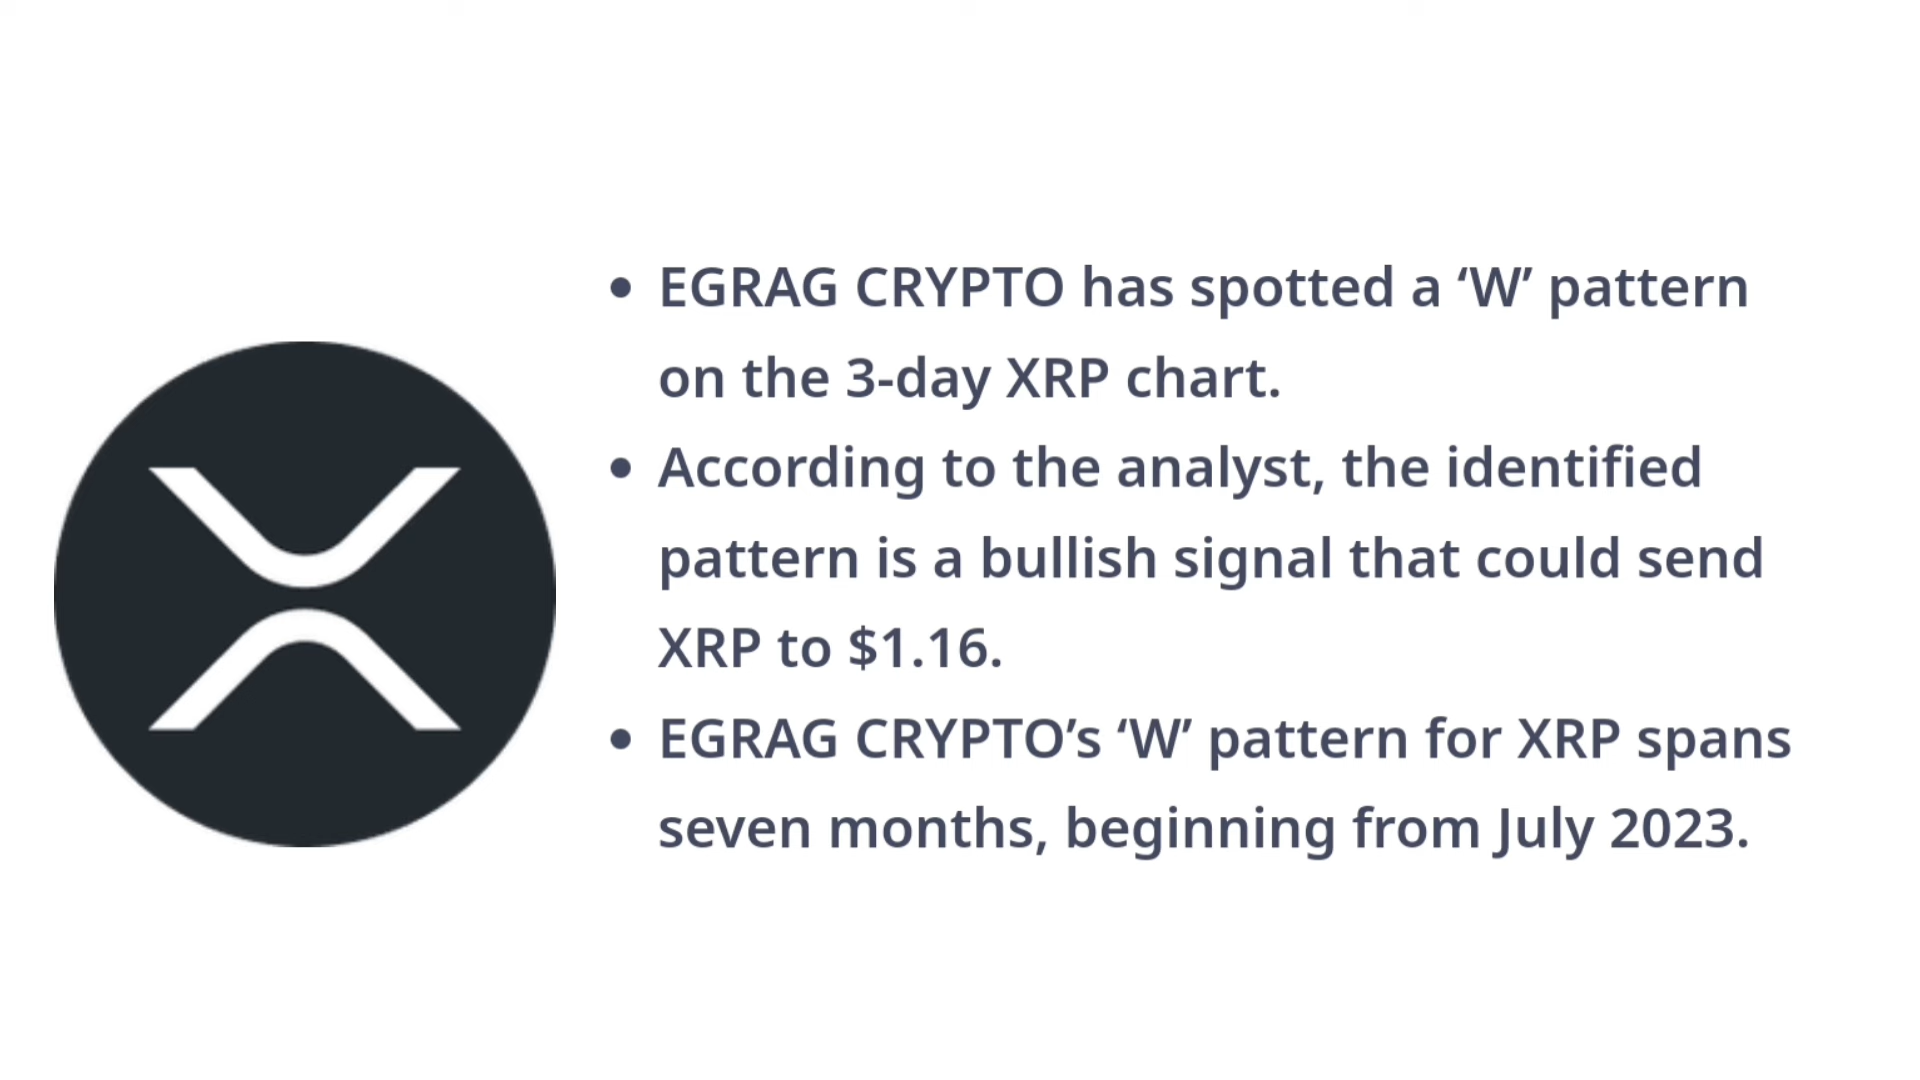 • EGRAG CRYPTO has spotted a ‘W’ pattern
on the 3-day XRP chart.
• According to the analyst, the identified
pattern is a bullish signal that could send
XRP to $1.16.
• EGRAG CRYPTO’s ‘W’ pattern for XRP spans
seven months, beginning from July 2023.